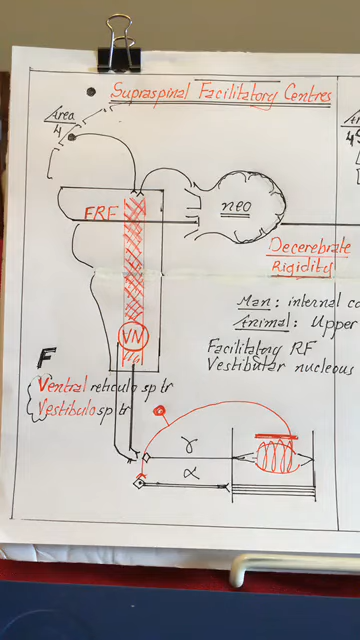 Supraspinal Facilitatory Centres
Area
4
FRF
neo
Decerebrate
Rigidity
Man: internal
Animal: Upper
Facilitatory RF
Vestibular nucleous
VN
F
Ventral reticulo sp tr
Vestibulo sp tr
γ
α